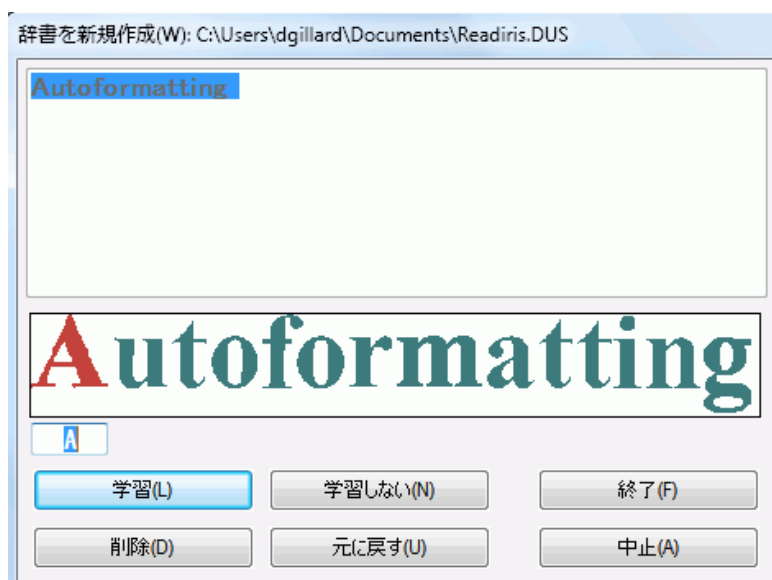 辞書を新規作成(W): C:\Users\dgillard\Documents\Readiris.DUS
Autoformatting
Autoformatting
A
学習(L) 学習しない(N) 終了(F)
削除(D) 元に戻す(U) 中止(A)